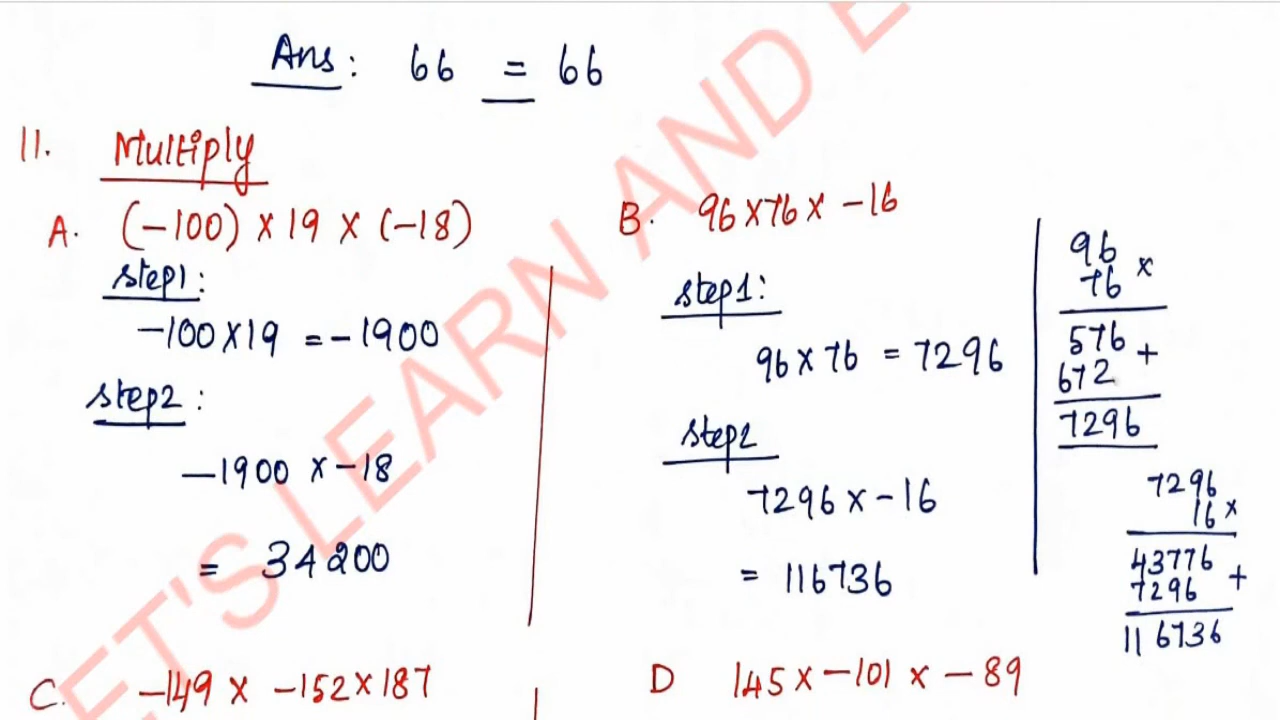 Ans: 66 = 66
11. Multiply
A. (-100) × 19 × (-18)
step1:
-100 × 19 = -1900
step2:
-1900 × -18
= 34200
B. 96 × 76 × -16
step1:
96 × 76 = 7296
step2
7296 × -16
= 116736
96
76 ×
576 +
672
7296
7296
16 ×
43776 +
7296
116736
C. -149 × -152 × 187
D 145 × -101 × -89
LET'S LEARN AND E